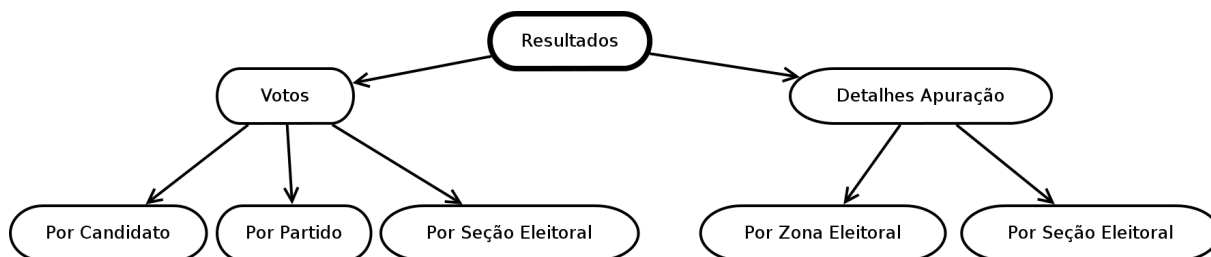 Resultados
Votos
Detalhes Apuração
Por Candidato
Por Partido
Por Seção Eleitoral
Por Zona Eleitoral
Por Seção Eleitoral